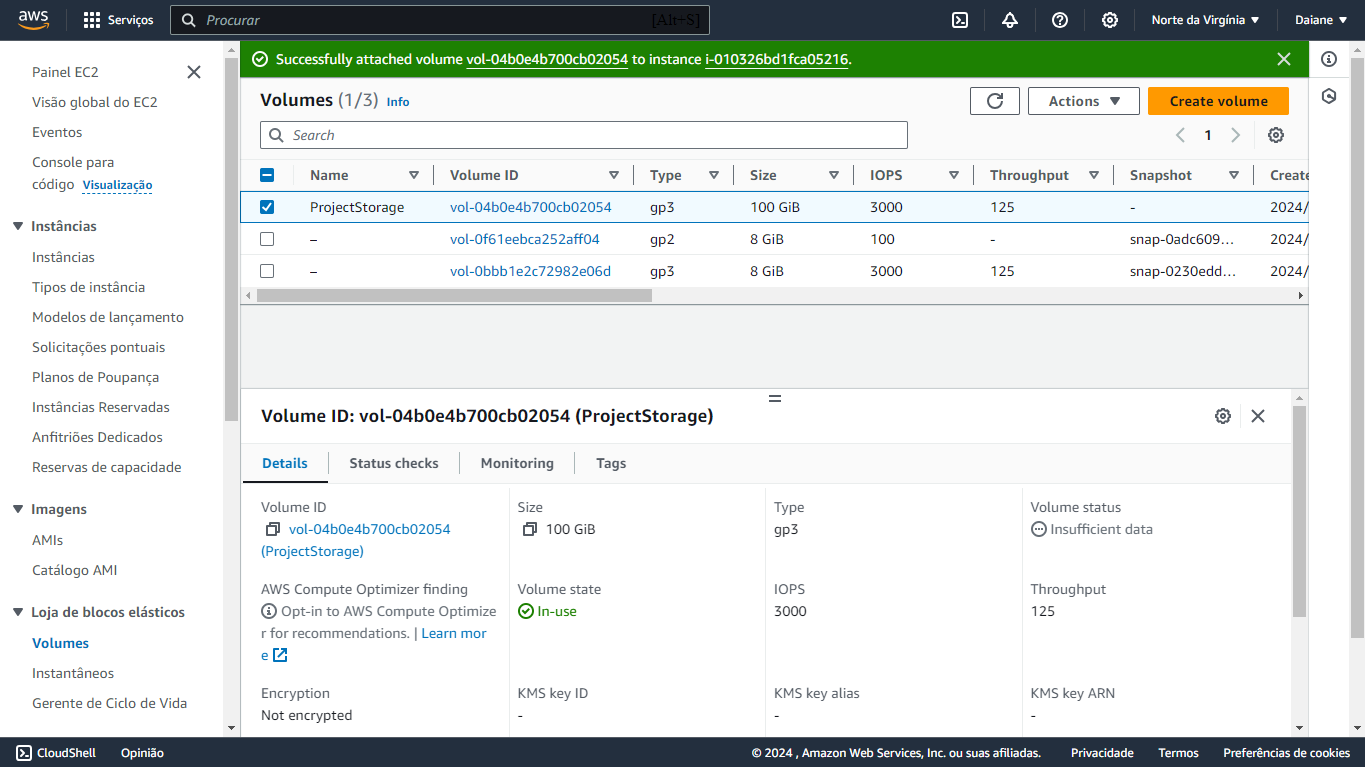 aws
Serviços
Procurar
[Alt+S]
Norte da Virgínia
Daiane
Painel EC2
Visão global do EC2
Eventos
Console para
código Visualização
Instâncias
Instâncias
Tipos de instância
Modelos de lançamento
Solicitações pontuais
Planos de Poupança
Instâncias Reservadas
Anfitriões Dedicados
Reservas de capacidade
Imagens
AMIs
Catálogo AMI
Loja de blocos elásticos
Volumes
Instantâneos
Gerente de Ciclo de Vida
Successfully attached volume vol-04b0e4b700cb02054 to instance i-010326bd1fca05216.
Volumes (1/3) Info
Actions
Create volume
Search
1
Name Volume ID Type Size IOPS Throughput Snapshot Create
ProjectStorage vol-04b0e4b700cb02054 gp3 100 GiB 3000 125 - 2024/
– vol-0f61eebca252aff04 gp2 8 GiB 100 - snap-0adc609... 2024/
– vol-0bbb1e2c72982e06d gp3 8 GiB 3000 125 snap-0230edd... 2024/
Volume ID: vol-04b0e4b700cb02054 (ProjectStorage)
Details Status checks Monitoring Tags
Volume ID
vol-04b0e4b700cb02054
(ProjectStorage)
Size
100 GiB
Type
gp3
Volume status
Insufficient data
AWS Compute Optimizer finding
Opt-in to AWS Compute Optimize
r for recommendations. | Learn mor
e
Volume state
In-use
IOPS
3000
Throughput
125
Encryption
Not encrypted
KMS key ID
-
KMS key alias
-
KMS key ARN
-
CloudShell
Opinião
© 2024 , Amazon Web Services, Inc. ou suas afiliadas.
Privacidade
Termos
Preferências de cookies